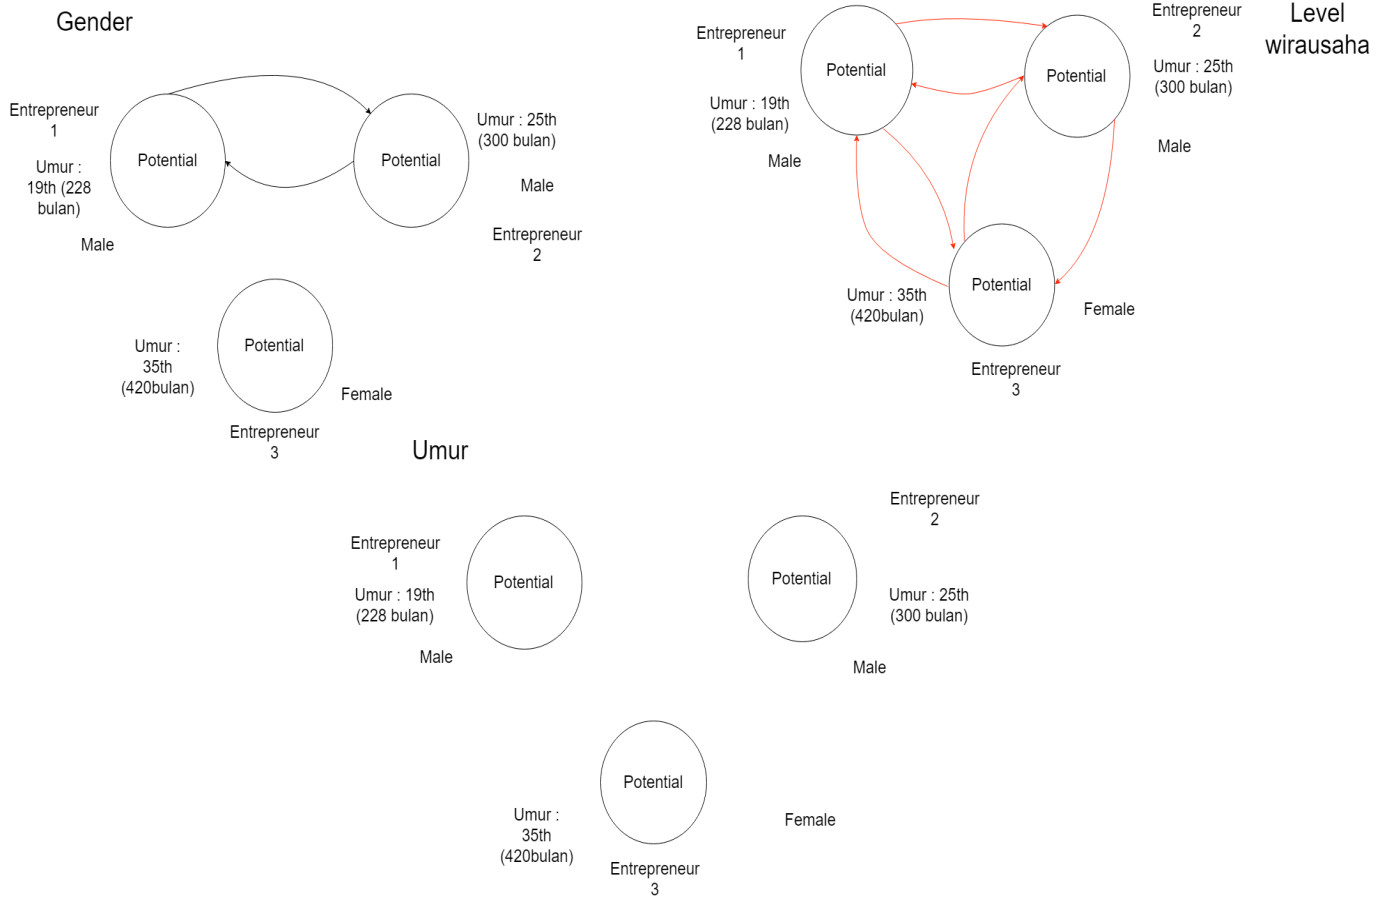 Gender
Entrepreneur
1
Umur :
19th (228
bulan)
Male
Potential
Potential
Umur : 25th
(300 bulan)
Male
Entrepreneur
2
Umur :
35th
(420bulan)
Potential
Female
Entrepreneur
3
Level
wirausaha
Entrepreneur
1
Umur : 19th
(228 bulan)
Male
Potential
Potential
Entrepreneur
2
Umur : 25th
(300 bulan)
Male
Umur : 35th
(420bulan)
Potential
Female
Entrepreneur
3
Umur
Entrepreneur
1
Umur : 19th
(228 bulan)
Male
Potential
Potential
Entrepreneur
2
Umur : 25th
(300 bulan)
Male
Umur :
35th
(420bulan)
Potential
Female
Entrepreneur
3